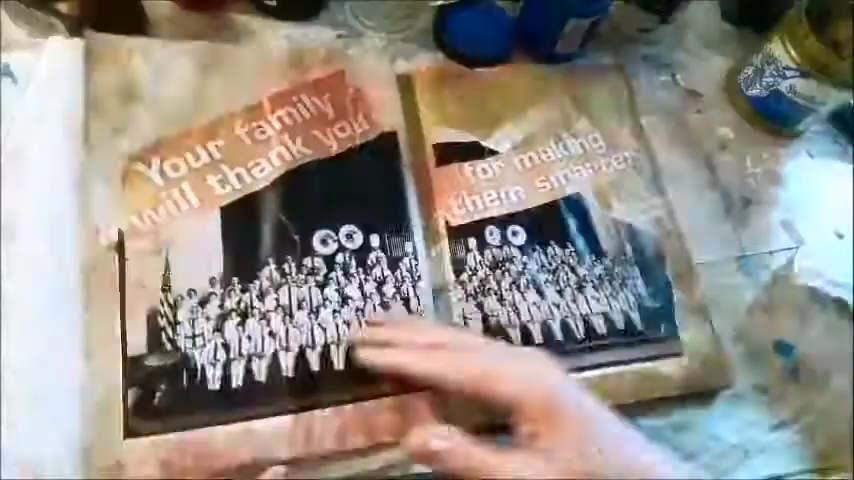 Your family
will thank you
for making
them smarter